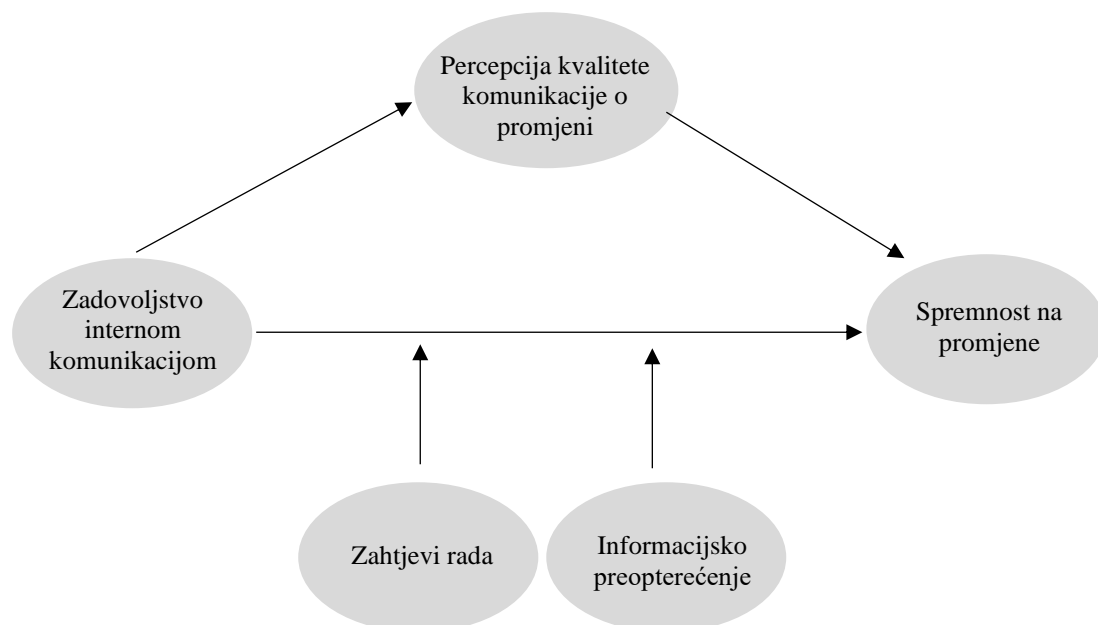 Percepcija kvalitete
komunikacije o
promjeni
Zadovoljstvo
internom
komunikacijom
Spremnost na
promjene
Zahtjevi rada
Informacijsko
preopterećenje